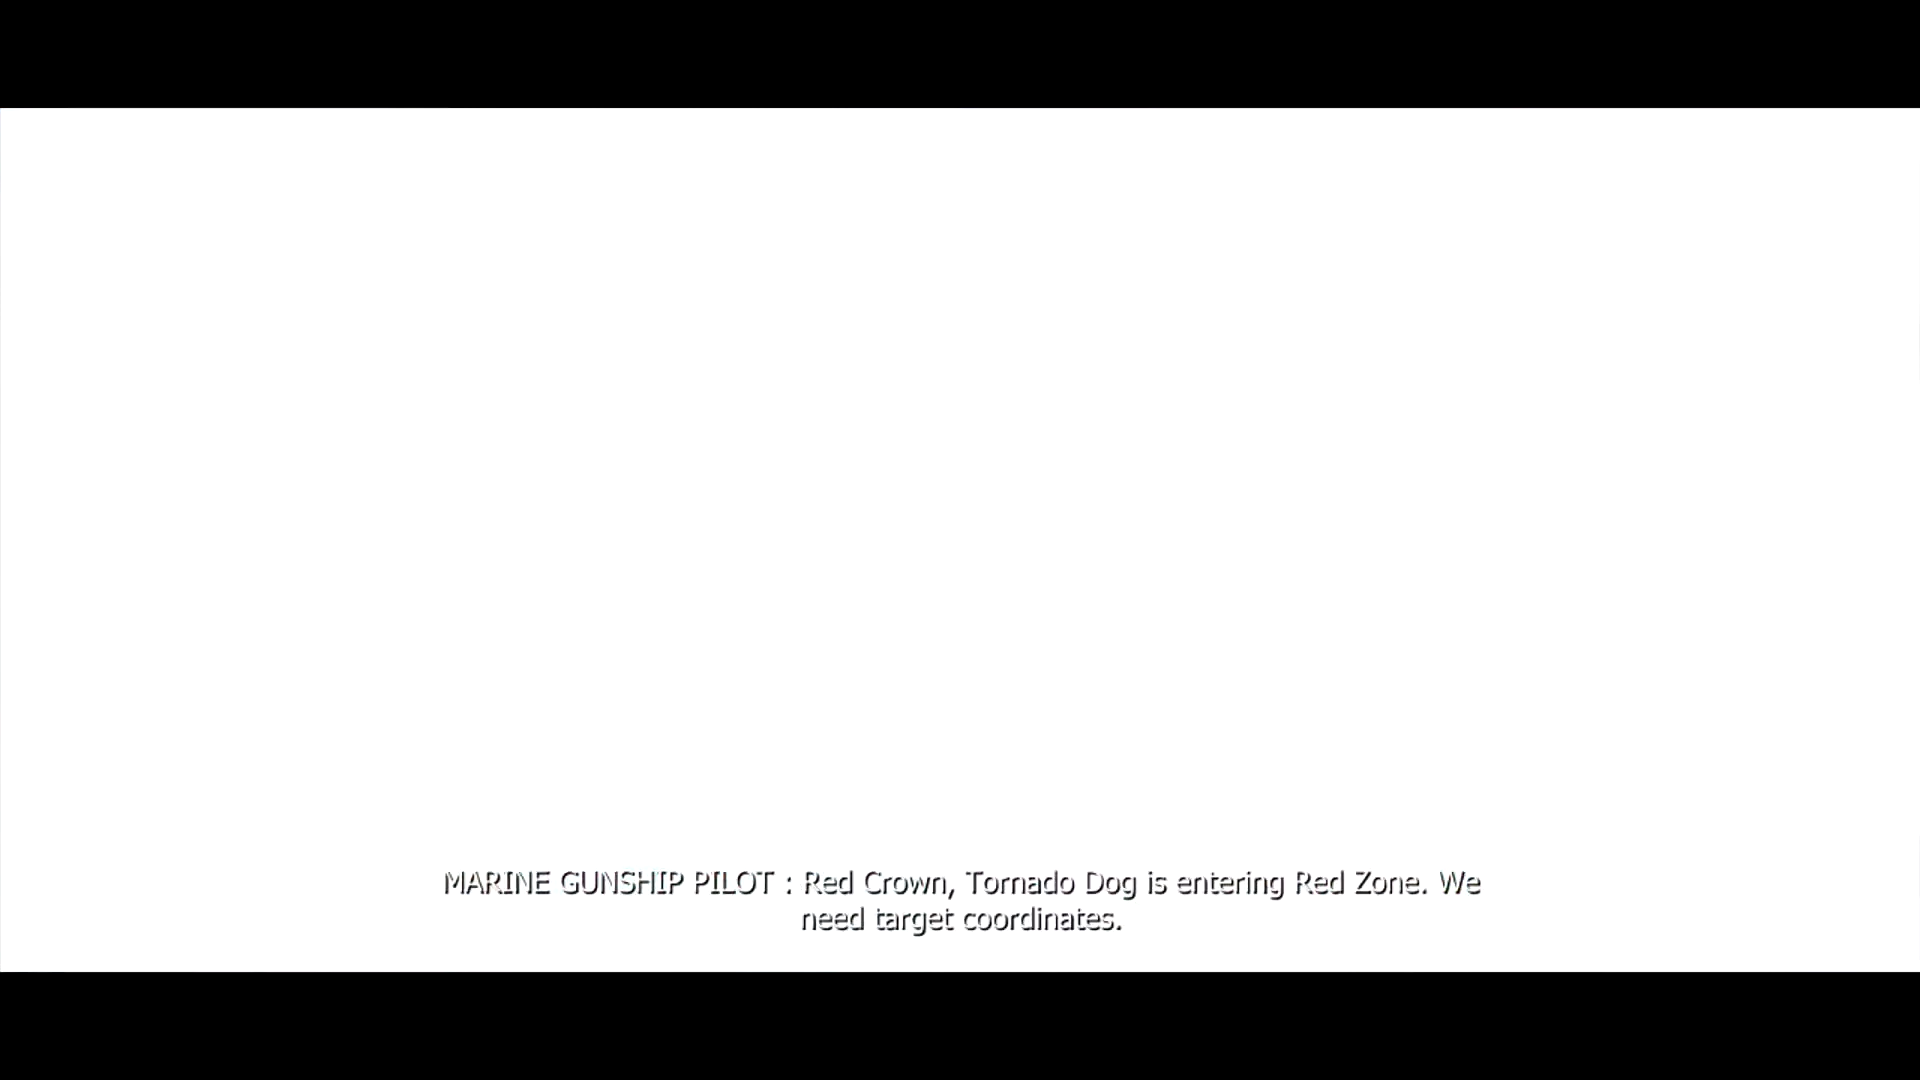 MARINE GUNSHIP PILOT : Red Crown, Tornado Dog is entering Red Zone. We
need target coordinates.